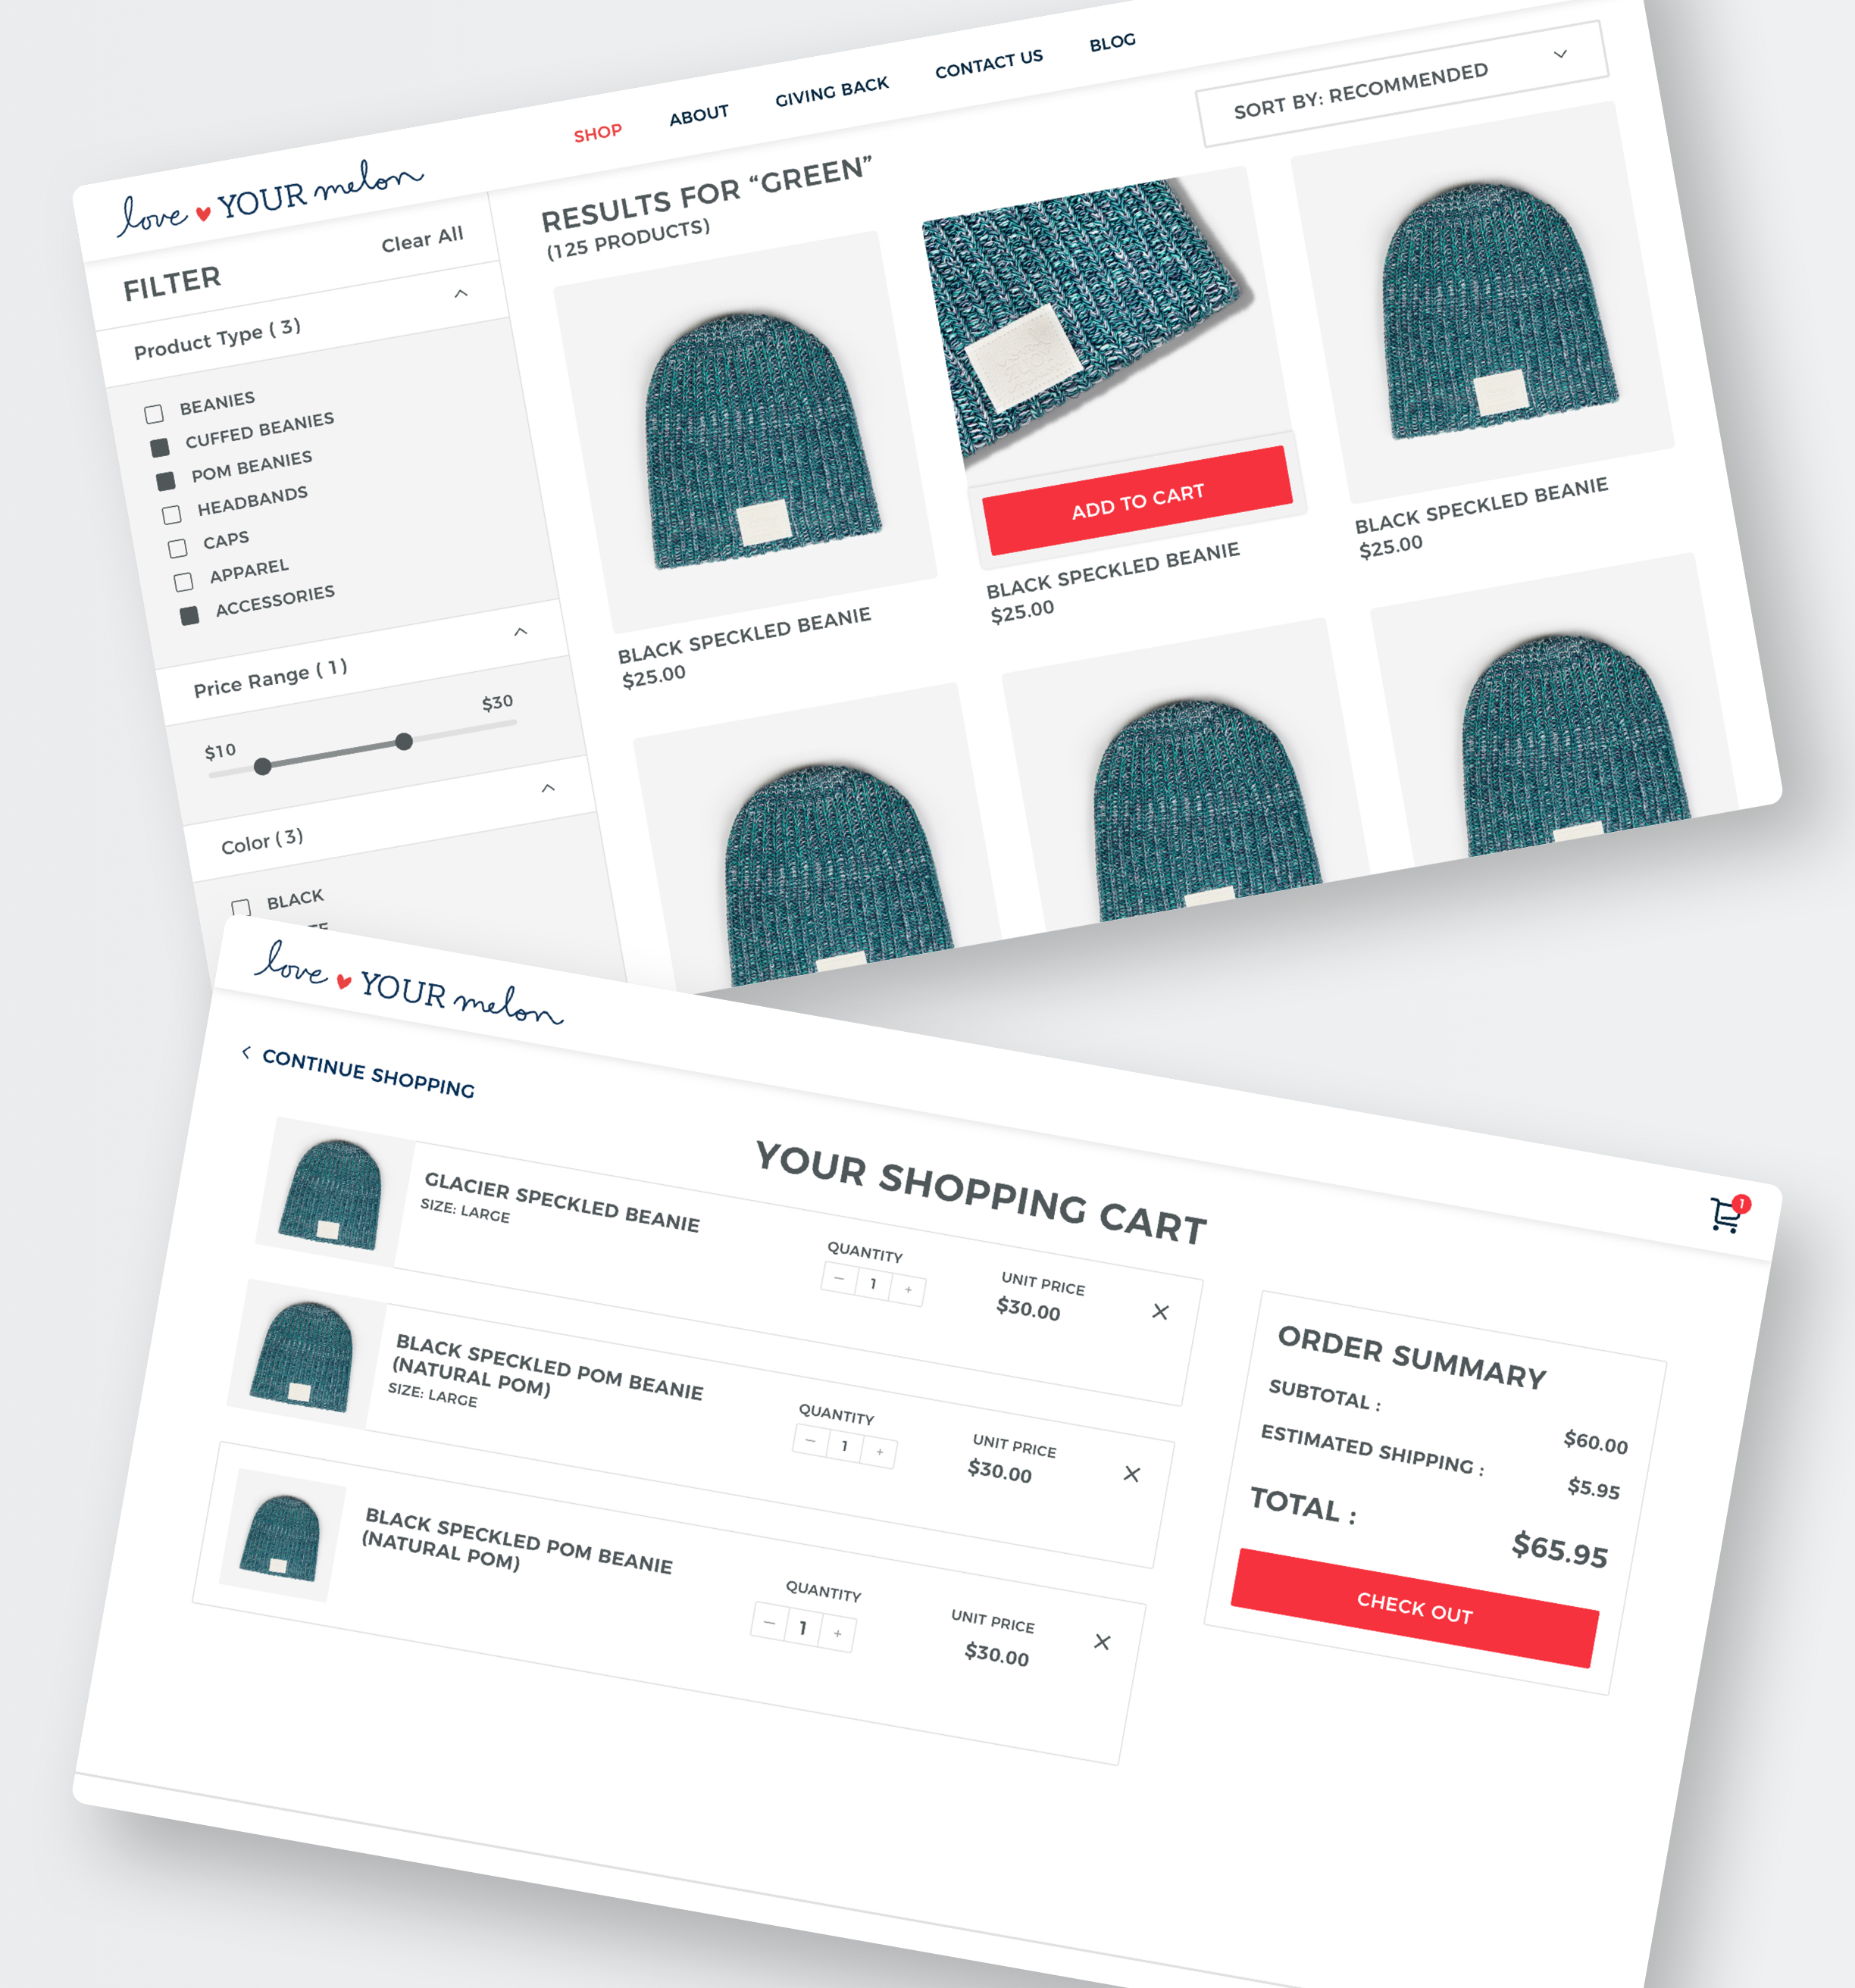 love YOUR melon
SHOP
ABOUT
GIVING BACK
CONTACT US
BLOG
FILTER
Clear All
Product Type ( 3 )
BEANIES
CUFFED BEANIES
POM BEANIES
HEADBANDS
CAPS
APPAREL
ACCESSORIES
Price Range ( 1 )
$10
$30
Color ( 3 )
BLACK
RESULTS FOR “GREEN”
(125 PRODUCTS)
SORT BY: RECOMMENDED
BLACK SPECKLED BEANIE
$25.00
ADD TO CART
BLACK SPECKLED BEANIE
$25.00
BLACK SPECKLED BEANIE
$25.00
love YOUR melon
1
CONTINUE SHOPPING
YOUR SHOPPING CART
GLACIER SPECKLED BEANIE
SIZE: LARGE
QUANTITY
– 1 +
UNIT PRICE
$30.00
BLACK SPECKLED POM BEANIE
(NATURAL POM)
SIZE: LARGE
QUANTITY
– 1 +
UNIT PRICE
$30.00
BLACK SPECKLED POM BEANIE
(NATURAL POM)
QUANTITY
– 1 +
UNIT PRICE
$30.00
ORDER SUMMARY
SUBTOTAL : $60.00
ESTIMATED SHIPPING : $5.95
TOTAL : $65.95
CHECK OUT